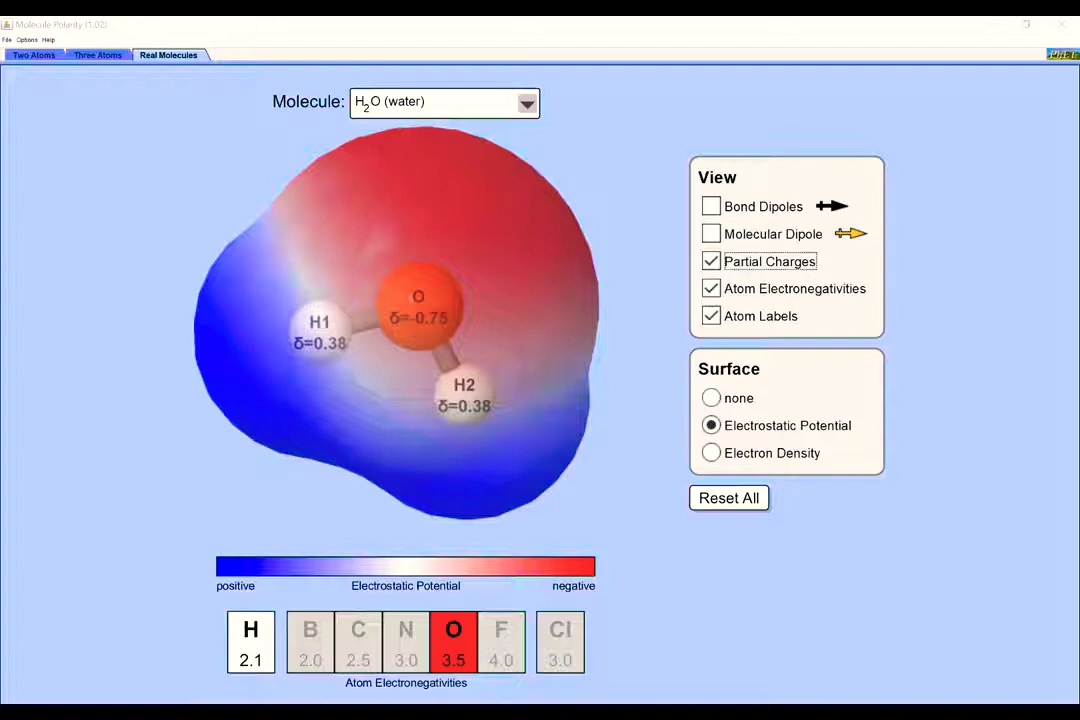 Molecule Polarity (1.02)
File Options Help
Two Atoms Three Atoms Real Molecules
PhET
Molecule: H2O (water)
View
Bond Dipoles
Molecular Dipole
Partial Charges
Atom Electronegativities
Atom Labels
O
δ=-0.75
H1
δ=0.38
H2
δ=0.38
Surface
none
Electrostatic Potential
Electron Density
Reset All
positive Electrostatic Potential negative
H B C N O F Cl
2.1 2.0 2.5 3.0 3.5 4.0 3.0
Atom Electronegativities